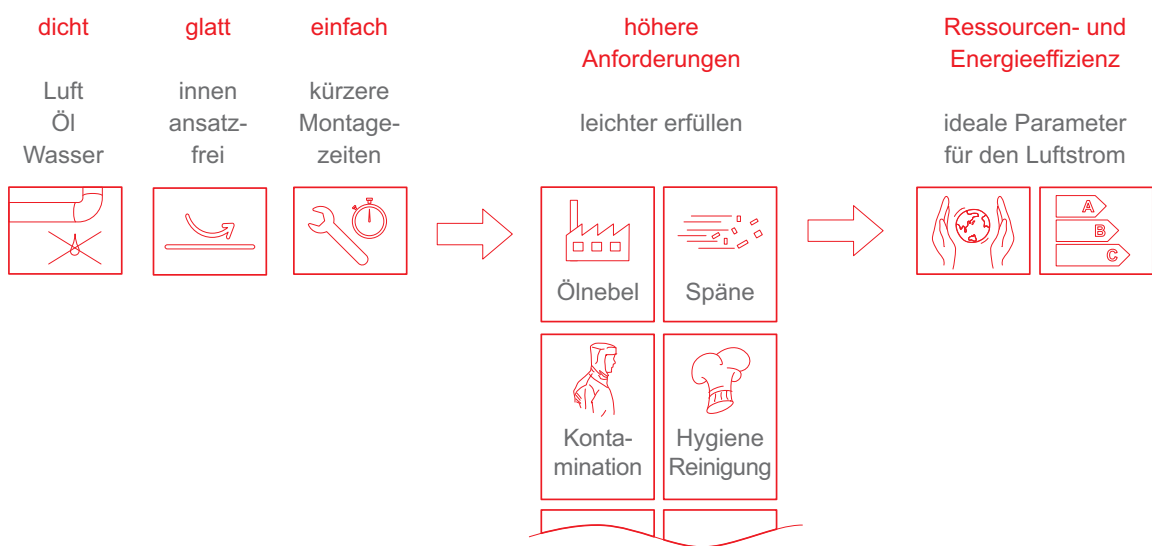 dicht
Luft
Öl
Wasser
glatt
innen
ansatz-
frei
einfach
kürzere
Montage-
zeiten
höhere
Anforderungen
leichter erfüllen
Ölnebel
Späne
Konta-
mination
Hygiene
Reinigung
Ressourcen- und
Energieeffizienz
ideale Parameter
für den Luftstrom
A
B
C